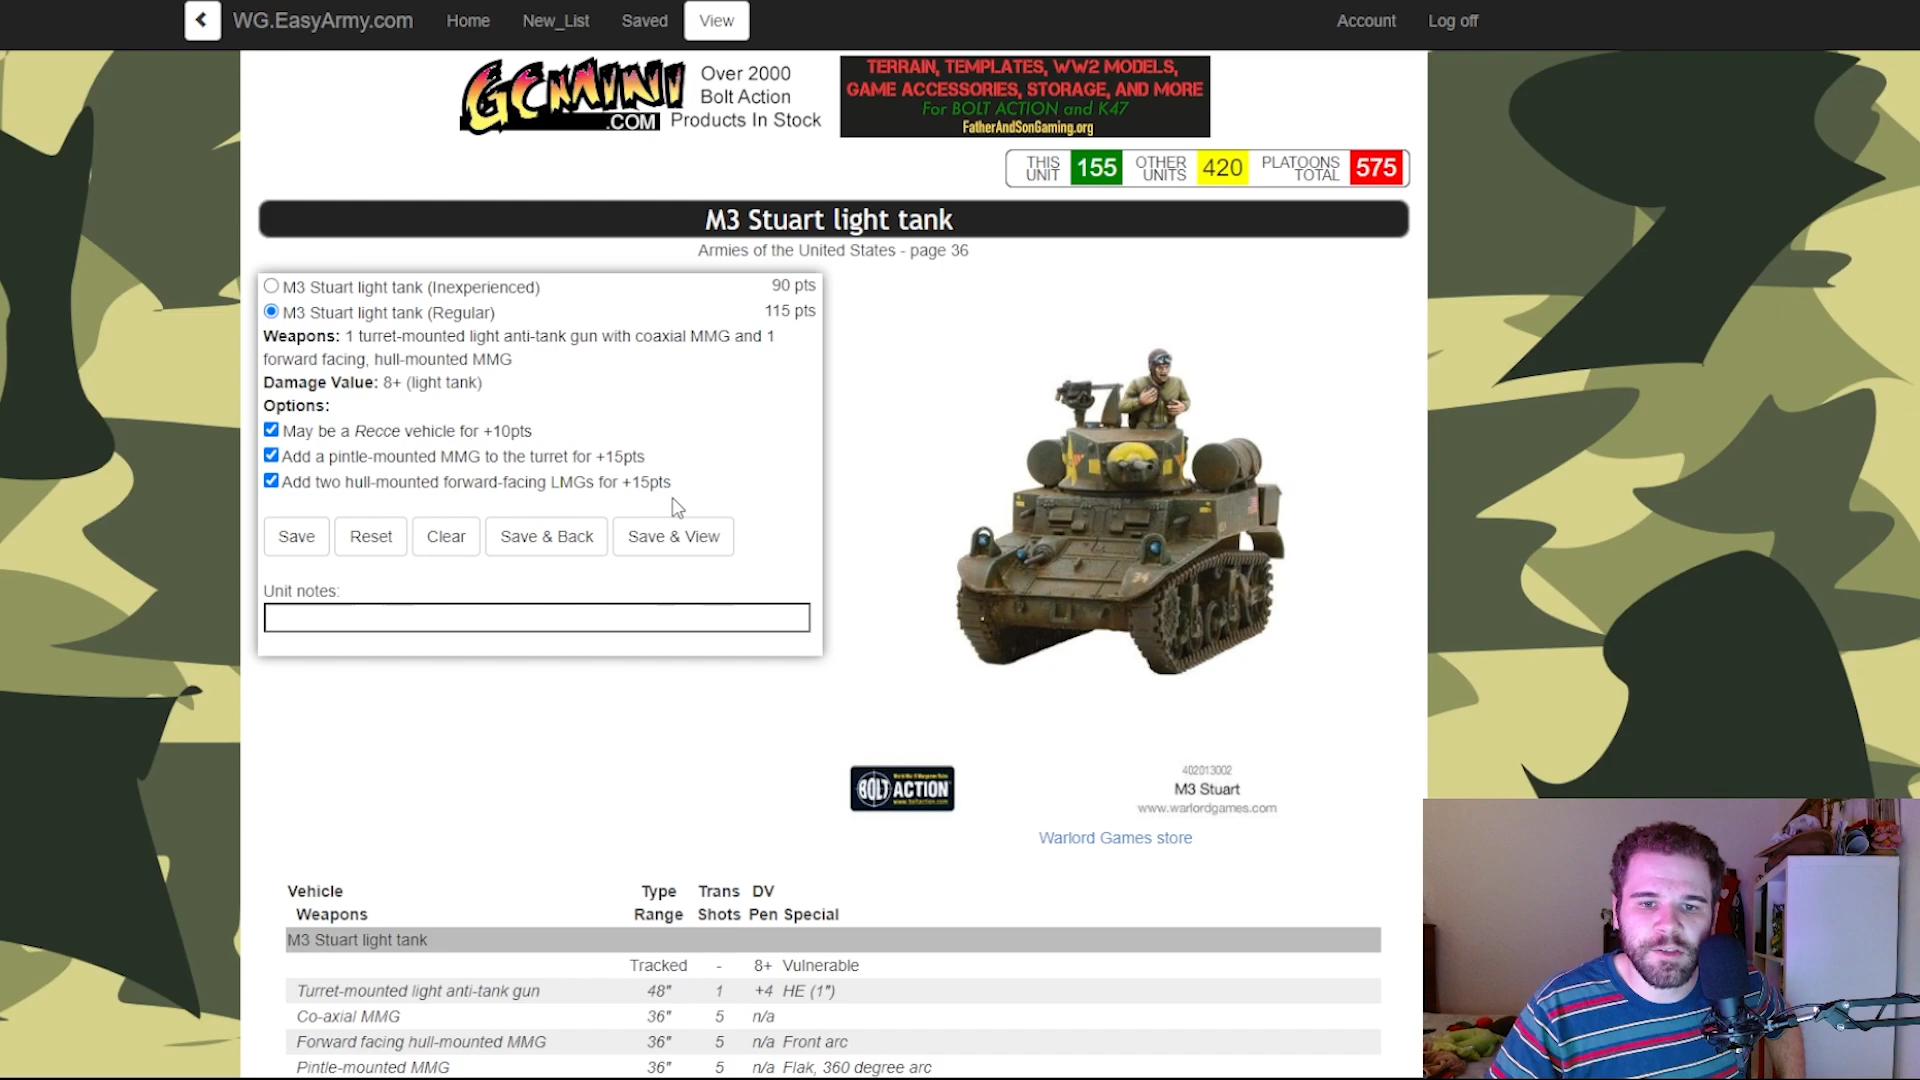 WG.EasyArmy.com Home New_List Saved View Account Log off
GCMINI .COM
Over 2000
Bolt Action
Products In Stock
TERRAIN, TEMPLATES, WW2 MODELS,
GAME ACCESSORIES, STORAGE, AND MORE
For BOLT ACTION and K47
FatherAndSonGaming.org
THIS UNIT 155 OTHER UNITS 420 PLATOONS TOTAL 575
M3 Stuart light tank
Armies of the United States - page 36
M3 Stuart light tank (Inexperienced) 90 pts
M3 Stuart light tank (Regular) 115 pts
Weapons: 1 turret-mounted light anti-tank gun with coaxial MMG and 1
forward facing, hull-mounted MMG
Damage Value: 8+ (light tank)
Options:
May be a Recce vehicle for +10pts
Add a pintle-mounted MMG to the turret for +15pts
Add two hull-mounted forward-facing LMGs for +15pts
Save Reset Clear Save & Back Save & View
Unit notes:
34
BOLT ACTION
www.boltaction.com
402013002
M3 Stuart
www.warlordgames.com
Warlord Games store
Vehicle Type Trans DV
Weapons Range Shots Pen Special
M3 Stuart light tank
Tracked - 8+ Vulnerable
Turret-mounted light anti-tank gun 48" 1 +4 HE (1")
Co-axial MMG 36" 5 n/a
Forward facing hull-mounted MMG 36" 5 n/a Front arc
Pintle-mounted MMG 36" 5 n/a Flak, 360 degree arc